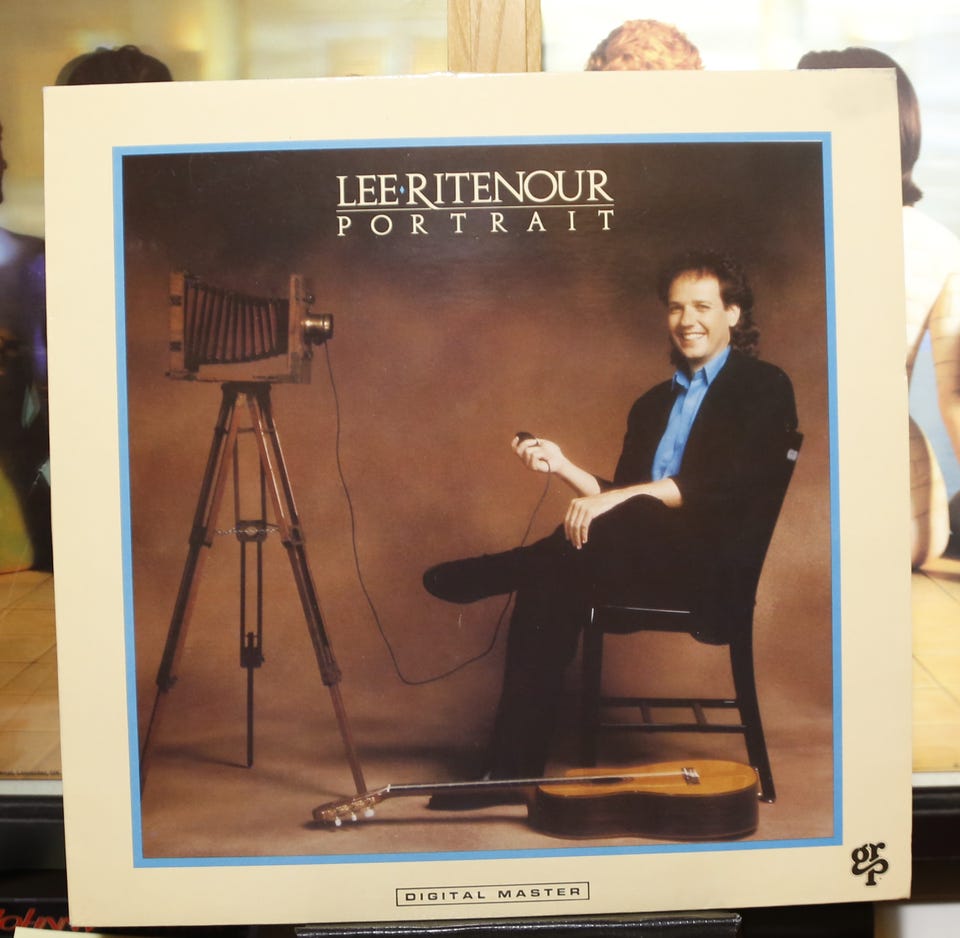 LEE RITENOUR
PORTRAIT
DIGITAL MASTER
grp